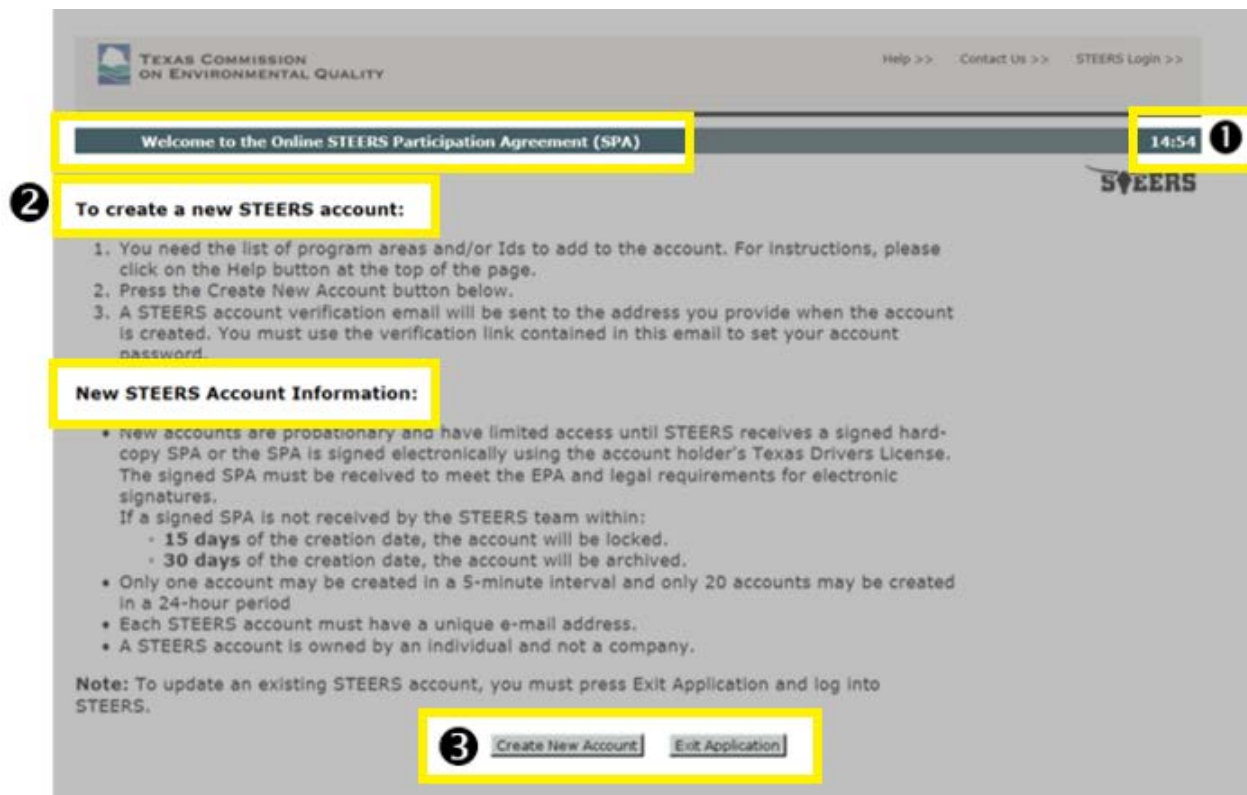 TEXAS COMMISSION
ON ENVIRONMENTAL QUALITY
Help >> Contact Us >> STEERS Login >>
Welcome to the Online STEERS Participation Agreement (SPA)
14:54
❶
STEERS
❷
To create a new STEERS account:
1. You need the list of program areas and/or Ids to add to the account. For instructions, please
click on the Help button at the top of the page.
2. Press the Create New Account button below.
3. A STEERS account verification email will be sent to the address you provide when the account
is created. You must use the verification link contained in this email to set your account
password.
New STEERS Account Information:
• New accounts are probationary and have limited access until STEERS receives a signed hard-
copy SPA or the SPA is signed electronically using the account holder's Texas Drivers License.
The signed SPA must be received to meet the EPA and legal requirements for electronic
signatures.
If a signed SPA is not received by the STEERS team within:
◦ 15 days of the creation date, the account will be locked.
◦ 30 days of the creation date, the account will be archived.
• Only one account may be created in a 5-minute interval and only 20 accounts may be created
in a 24-hour period
• Each STEERS account must have a unique e-mail address.
• A STEERS account is owned by an individual and not a company.
Note: To update an existing STEERS account, you must press Exit Application and log into
STEERS.
❸ Create New Account Exit Application